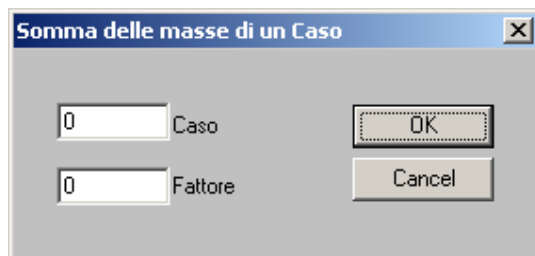 Somma delle masse di un Caso
0 Caso
OK
0 Fattore
Cancel